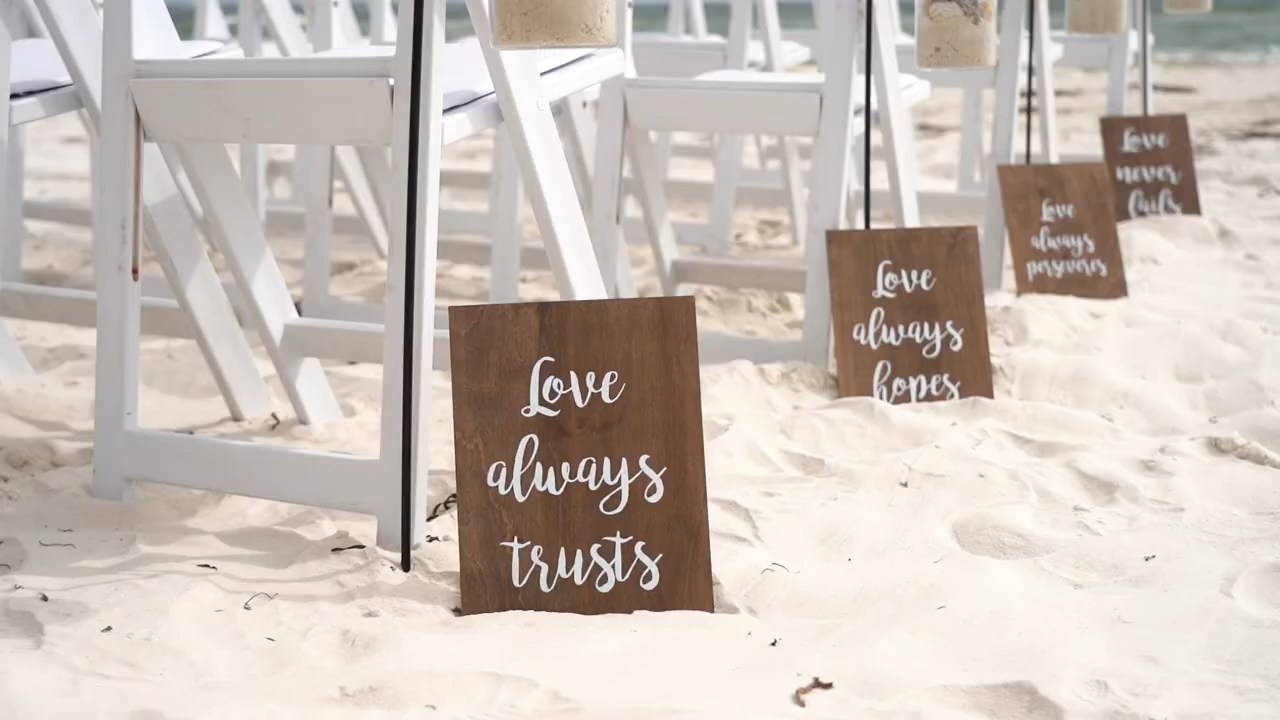 Love
always
trusts
Love
always
hopes
Love
always
perseveres
Love
never
fails